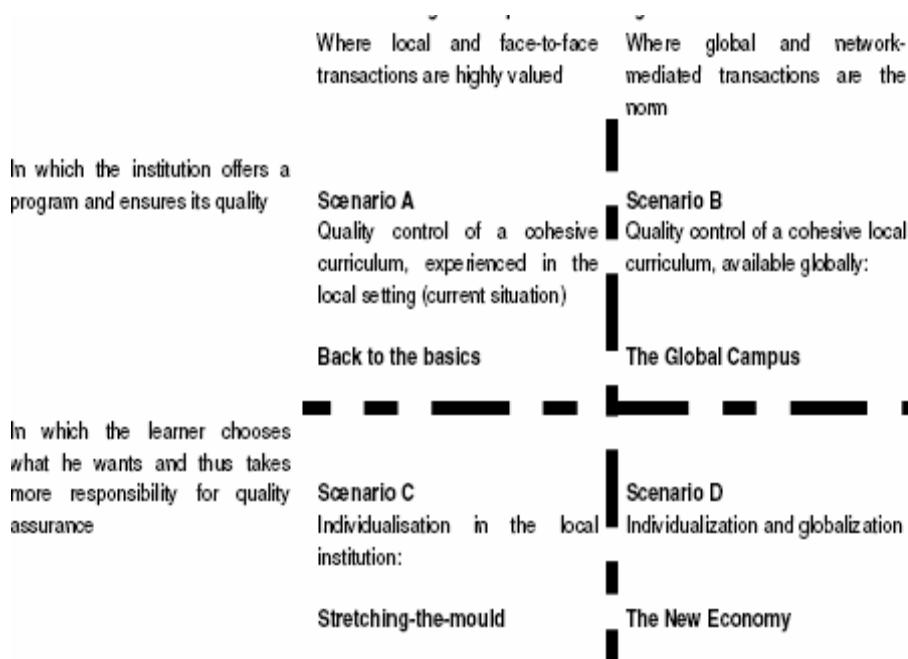 Where local and face-to-face
transactions are highly valued
Where global and network-
mediated transactions are the
norm
In which the institution offers a
program and ensures its quality
Scenario A
Quality control of a cohesive
curriculum, experienced in the
local setting (current situation)
Back to the basics
Scenario B
Quality control of a cohesive local
curriculum, available globally:
The Global Campus
In which the learner chooses
what he wants and thus takes
more responsibility for quality
assurance
Scenario C
Individualisation in the local
institution:
Stretching-the-mould
Scenario D
Individualization and globalization
The New Economy